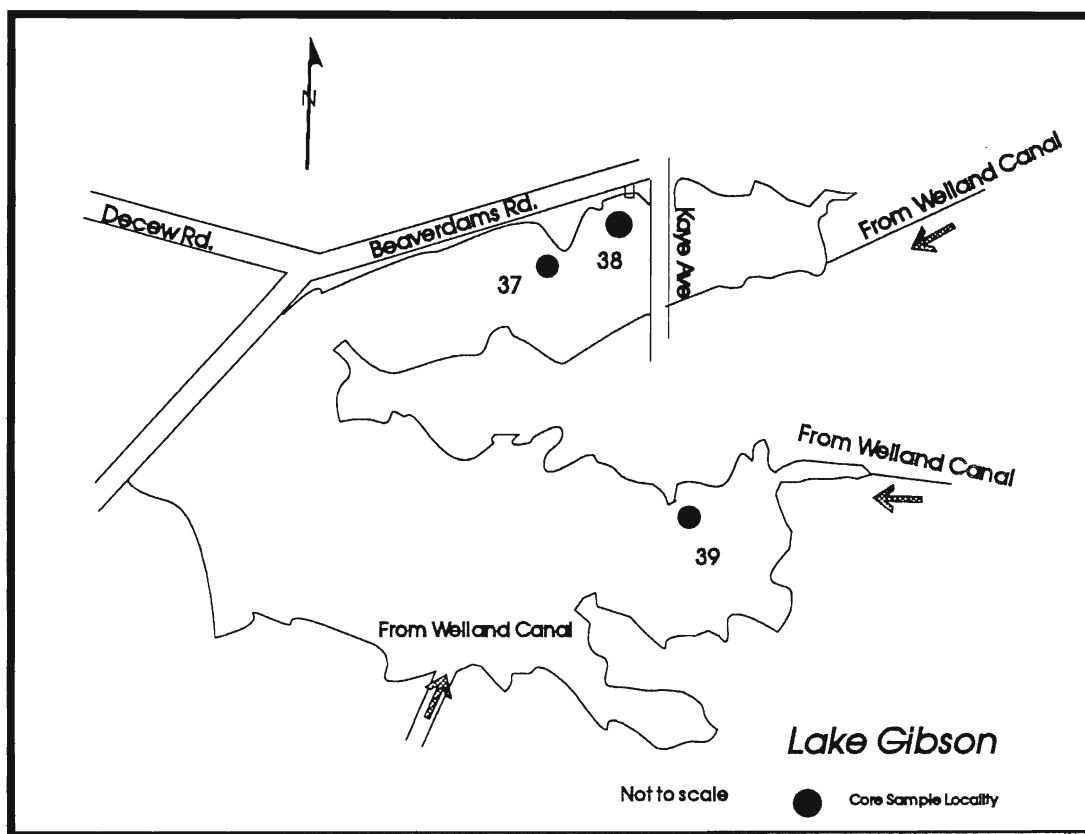 N
From Welland Canal
Decew Rd.
Beaverdams Rd.
Kaye Ave
38
37
From Welland Canal
39
From Welland Canal
Lake Gibson
Not to scale
Core Sample Locality